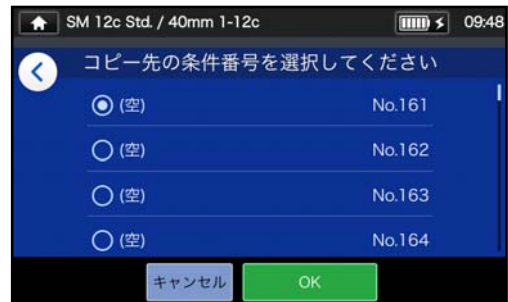 SM 12c Std. / 40mm 1-12c 09:48
コピー先の条件番号を選択してください
(空) No.161
(空) No.162
(空) No.163
(空) No.164
キャンセル OK